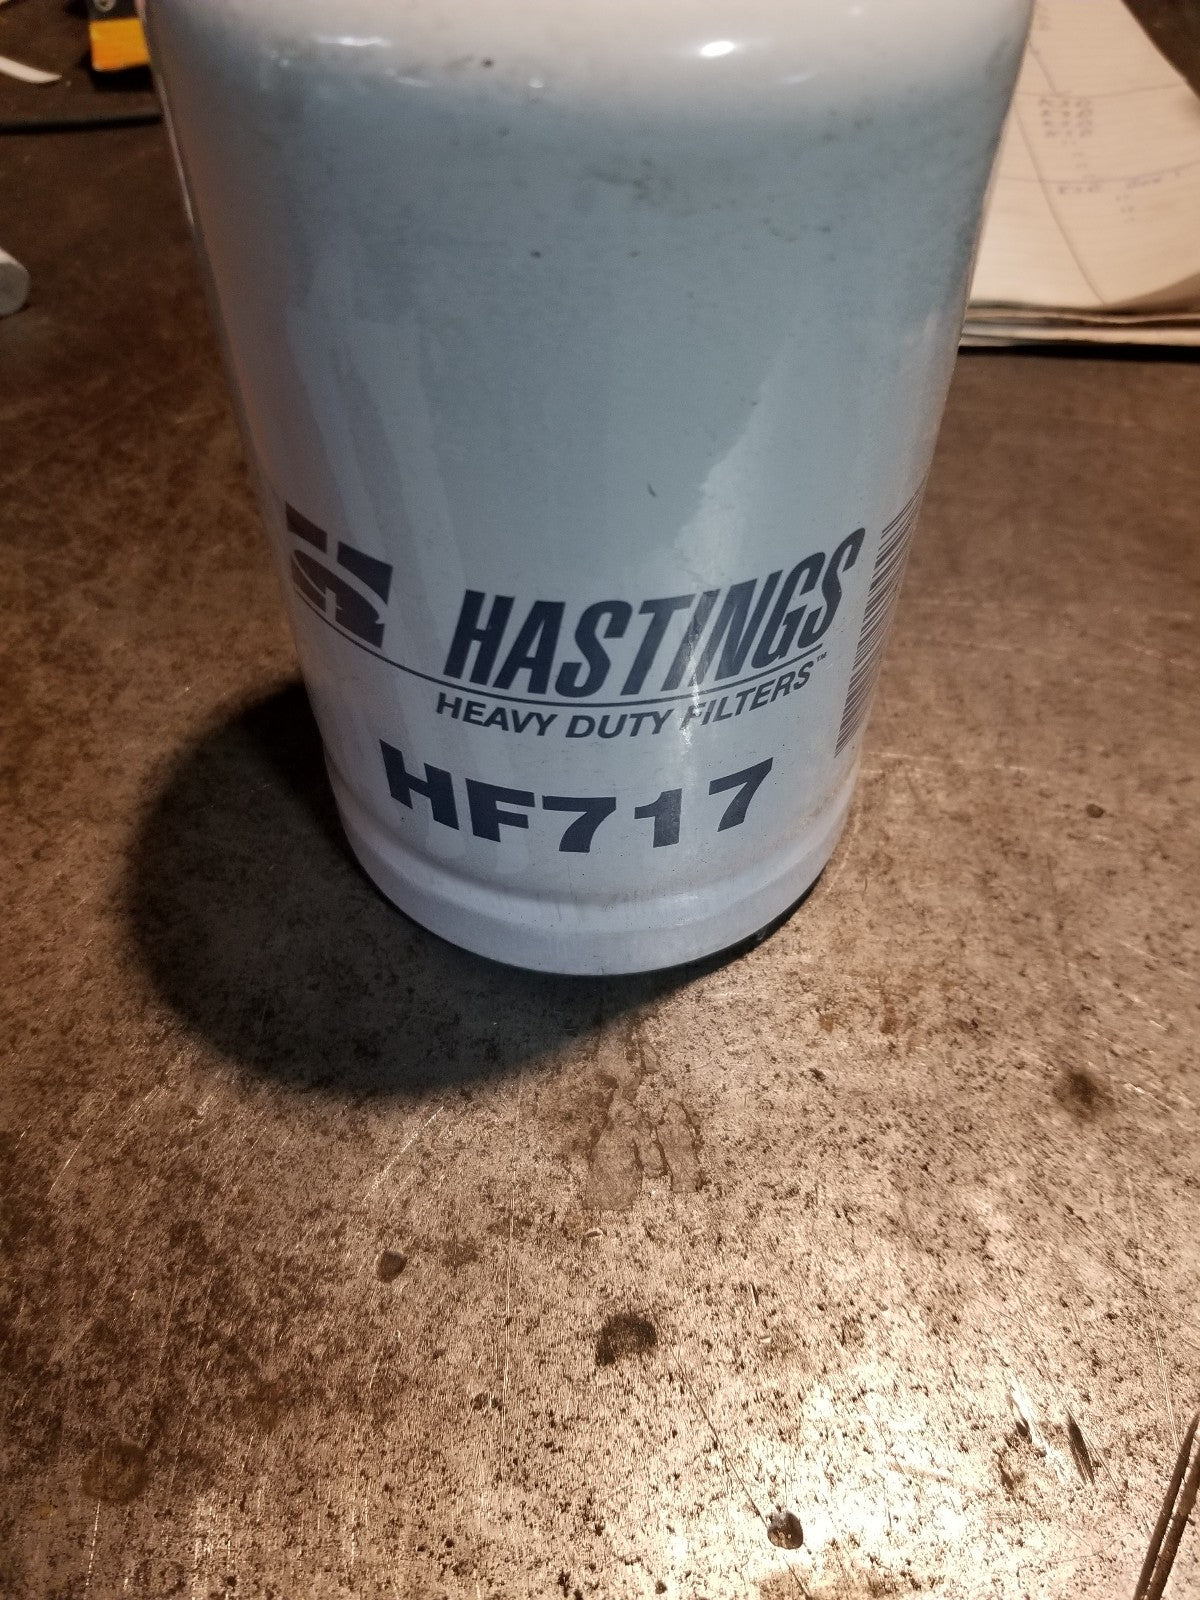 HASTINGS
HEAVY DUTY FILTERS™
HF717